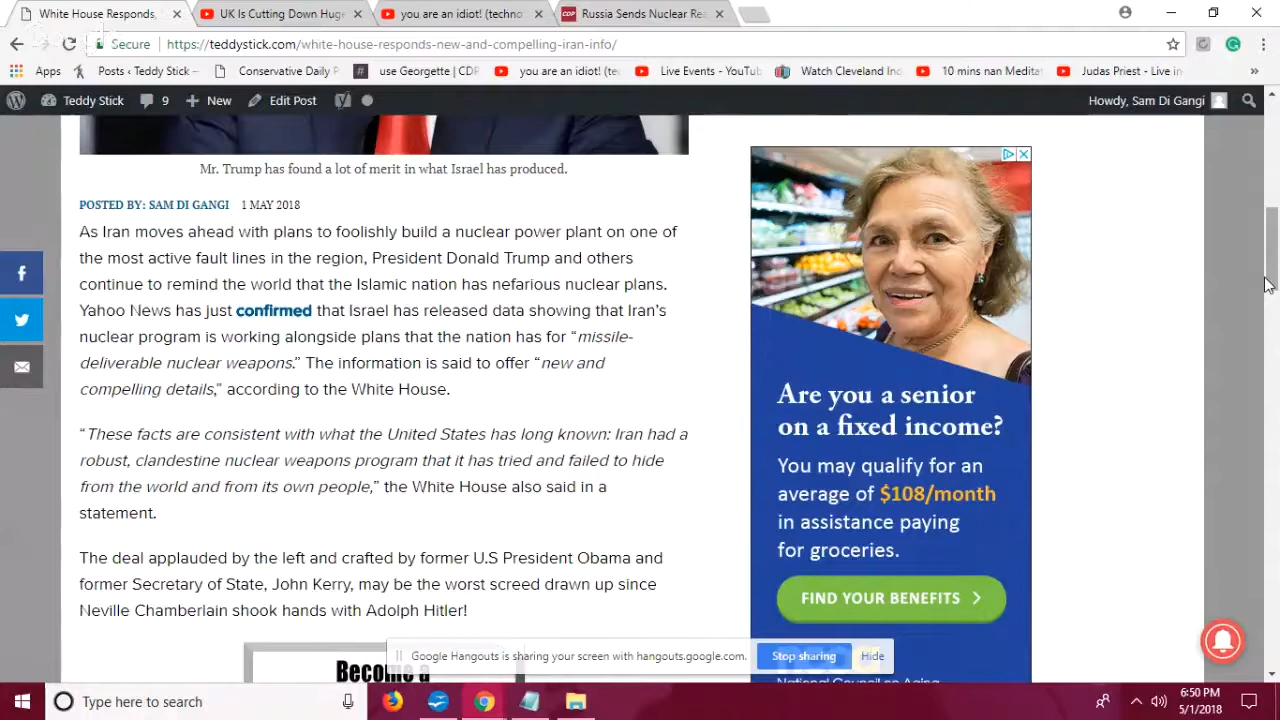 White House Responds,
UK Is Cutting Down Huge
you are an idiot! (techno
CDP Russia Sends Nuclear Rea
Secure https://teddystick.com/white-house-responds-new-and-compelling-iran-info/
Apps Posts ‹ Teddy Stick — Conservative Daily P # use Georgette | CDP you are an idiot! (tec Live Events - YouTub Watch Cleveland Ind 10 mins nan Meditat Judas Priest - Live in »
Teddy Stick 9 + New Edit Post Howdy, Sam Di Gangi
Mr. Trump has found a lot of merit in what Israel has produced.
POSTED BY: SAM DI GANGI 1 MAY 2018
As Iran moves ahead with plans to foolishly build a nuclear power plant on one of
the most active fault lines in the region, President Donald Trump and others
continue to remind the world that the Islamic nation has nefarious nuclear plans.
Yahoo News has just confirmed that Israel has released data showing that Iran's
nuclear program is working alongside plans that the nation has for “missile-
deliverable nuclear weapons.” The information is said to offer “new and
compelling details,” according to the White House.
“These facts are consistent with what the United States has long known: Iran had a
robust, clandestine nuclear weapons program that it has tried and failed to hide
from the world and from its own people,” the White House also said in a
statement.
The deal applauded by the left and crafted by former U.S President Obama and
former Secretary of State, John Kerry, may be the worst screed drawn up since
Neville Chamberlain shook hands with Adolph Hitler!
Become a
Are you a senior
on a fixed income?
You may qualify for an
average of $108/month
in assistance paying
for groceries.
FIND YOUR BENEFITS
National Council on Aging
Google Hangouts is sharing your screen with hangouts.google.com. Stop sharing Hide
Type here to search
6:50 PM
5/1/2018